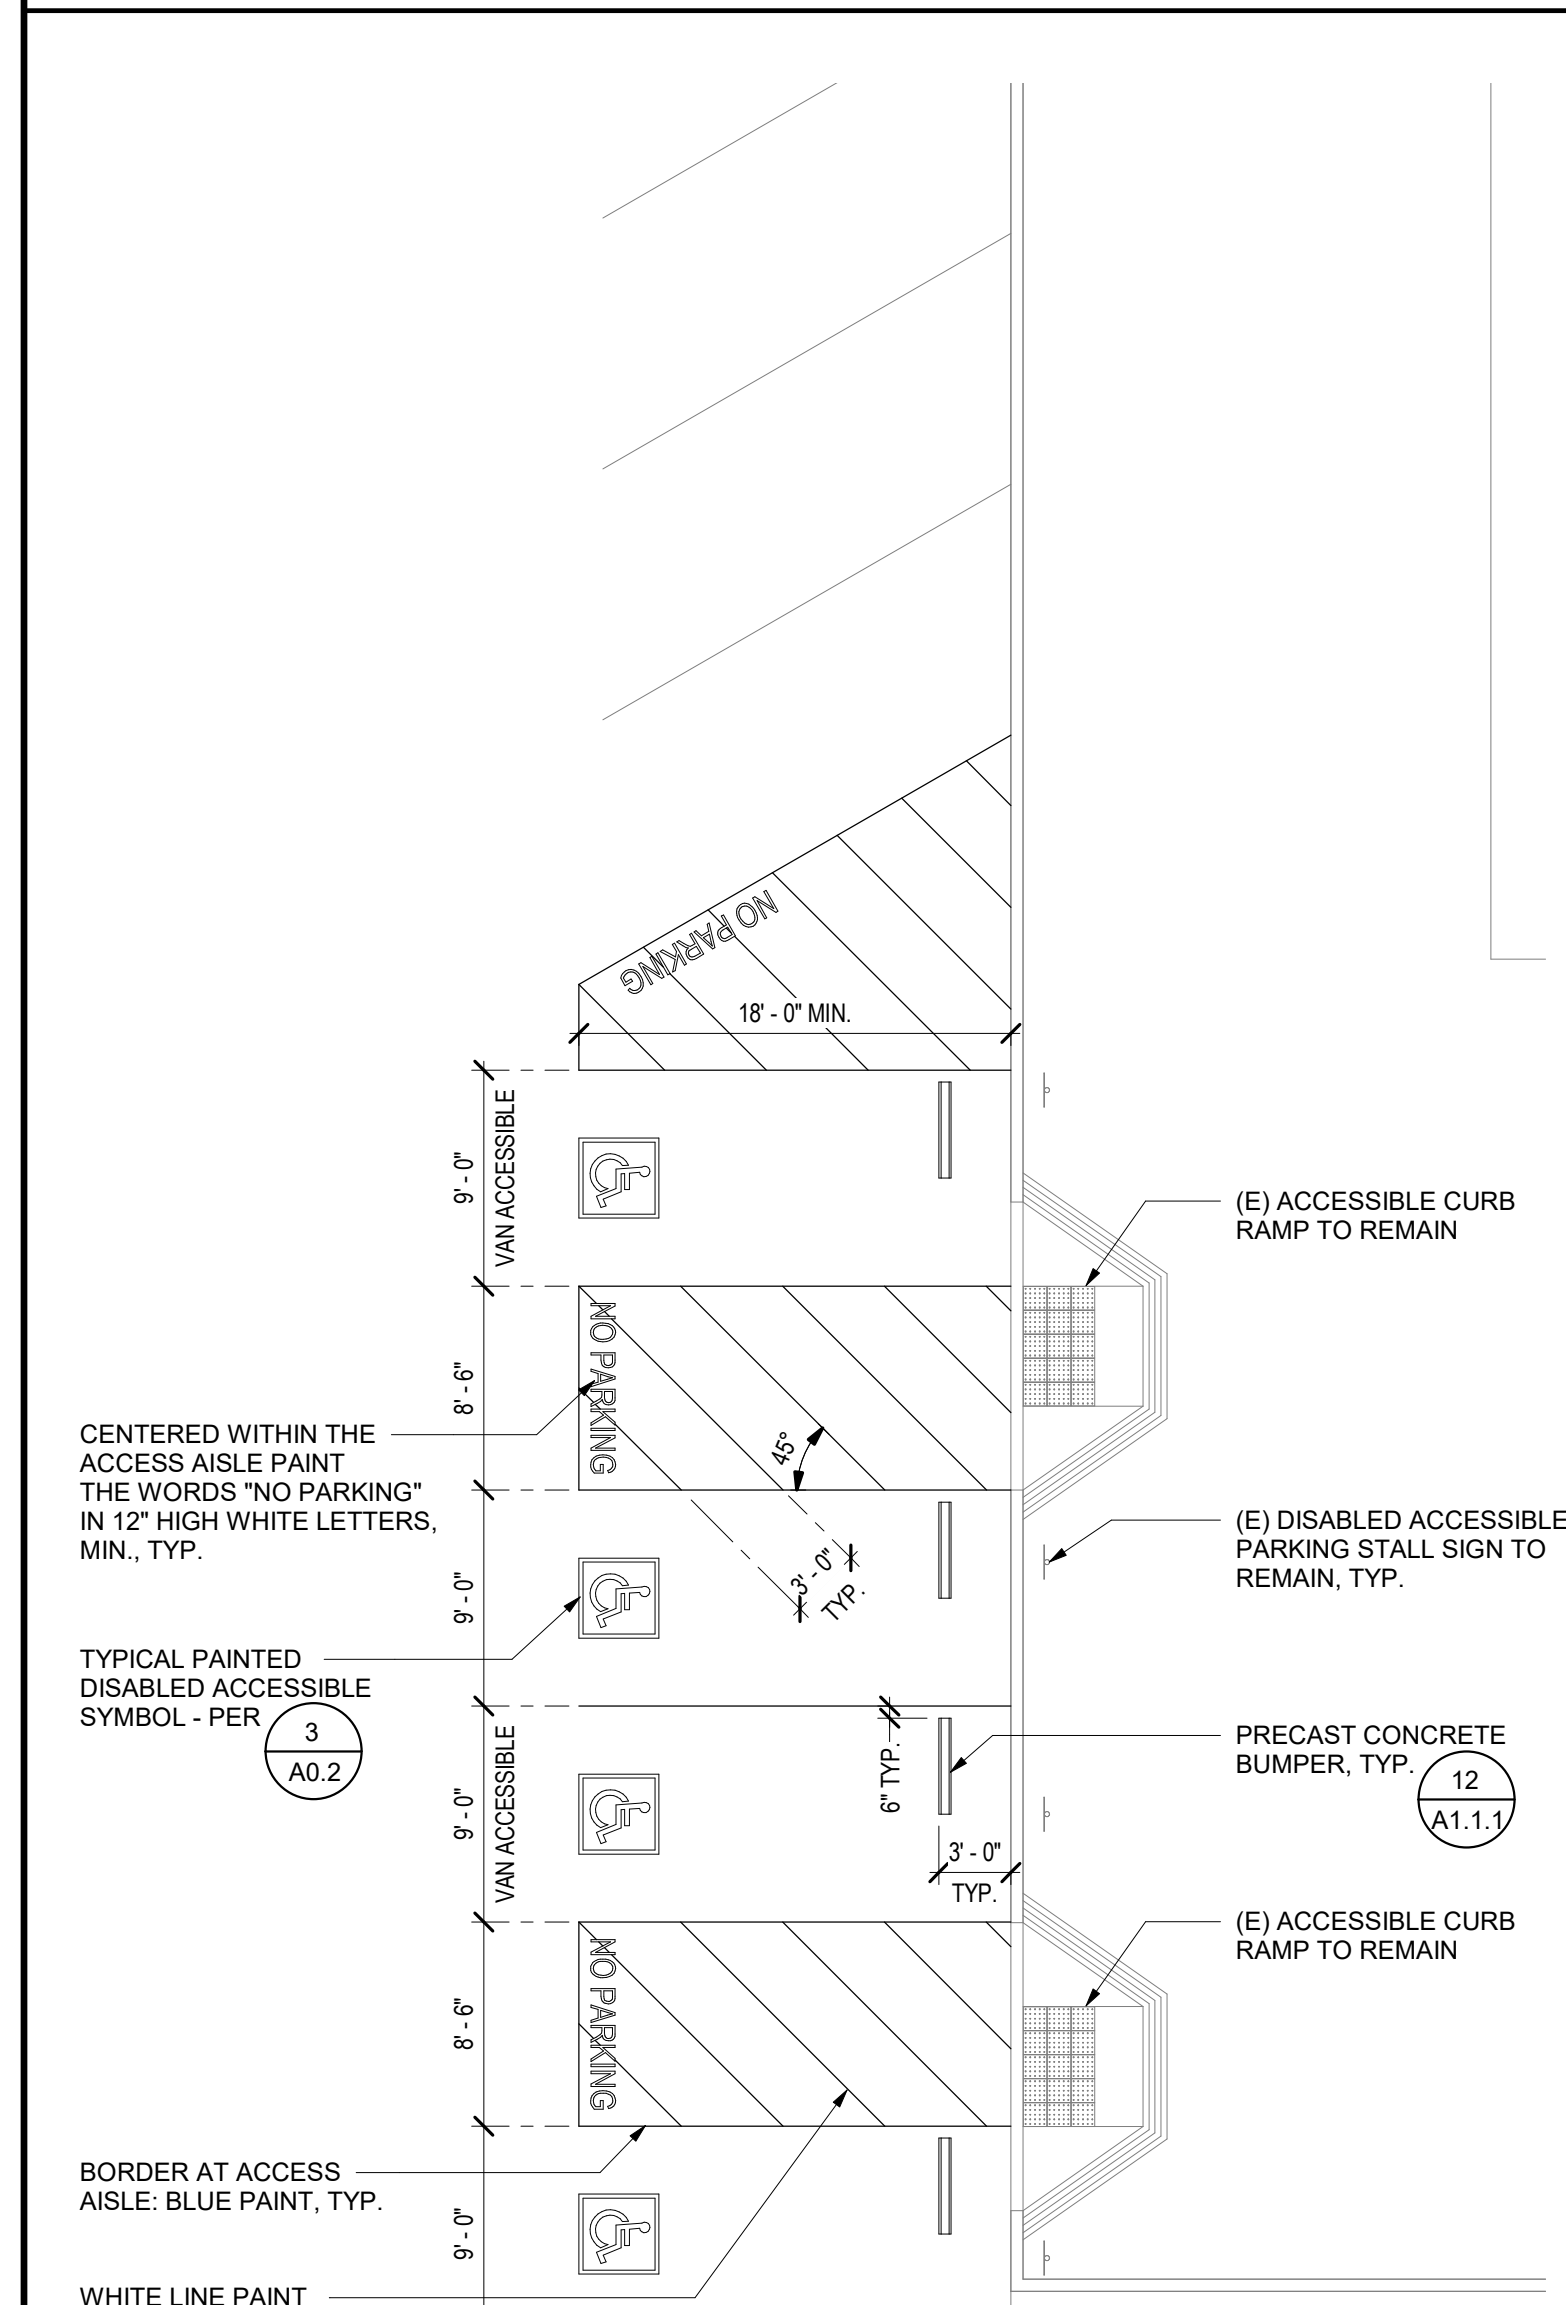 NO PARKING
18' - 0" MIN.
9' - 0"
VAN ACCESSIBLE
(E) ACCESSIBLE CURB
RAMP TO REMAIN
8' - 6"
NO PARKING
45°
CENTERED WITHIN THE
ACCESS AISLE PAINT
THE WORDS "NO PARKING"
IN 12" HIGH WHITE LETTERS,
MIN., TYP.
(E) DISABLED ACCESSIBLE
PARKING STALL SIGN TO
REMAIN, TYP.
3' - 0"
TYP.
9' - 0"
TYPICAL PAINTED
DISABLED ACCESSIBLE
SYMBOL - PER
3
A0.2
PRECAST CONCRETE
BUMPER, TYP.
12
A1.1.1
6" TYP.
9' - 0"
VAN ACCESSIBLE
3' - 0"
TYP.
(E) ACCESSIBLE CURB
RAMP TO REMAIN
8' - 6"
NO PARKING
BORDER AT ACCESS
AISLE: BLUE PAINT, TYP.
9' - 0"
WHITE LINE PAINT